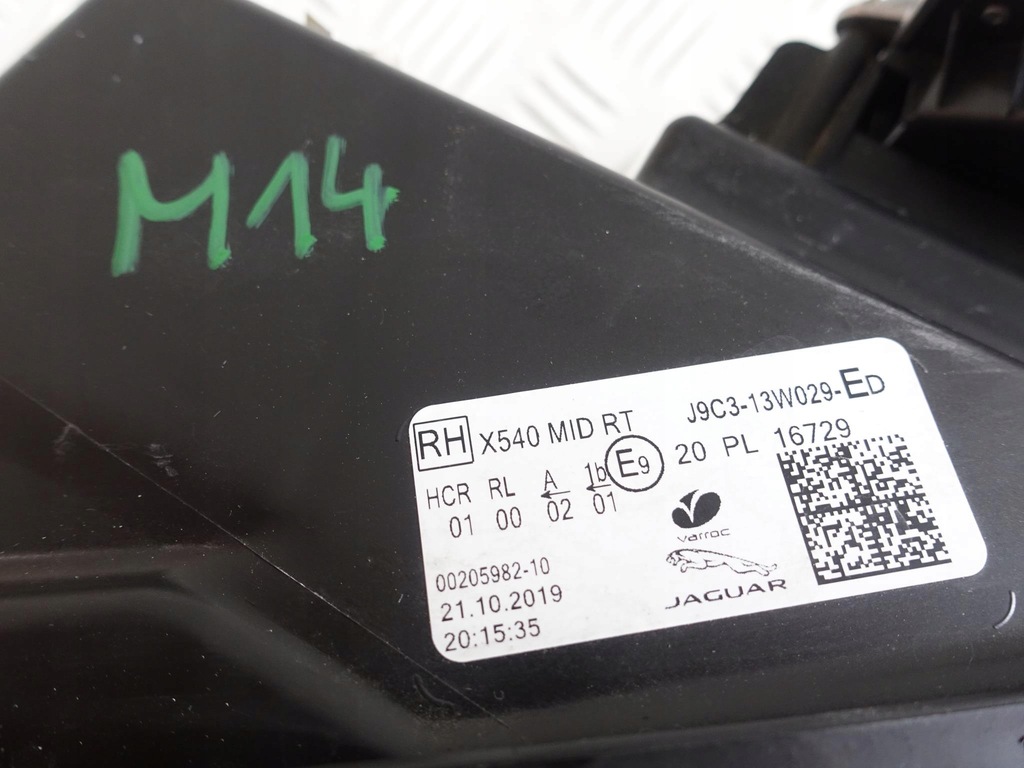 M14
RH X540 MID RT J9C3-13W029-ED
HCR RL A 1b E9 20 PL 16729
01 00 02 01
varroc
00205982-10
21.10.2019
JAGUAR
20:15:35